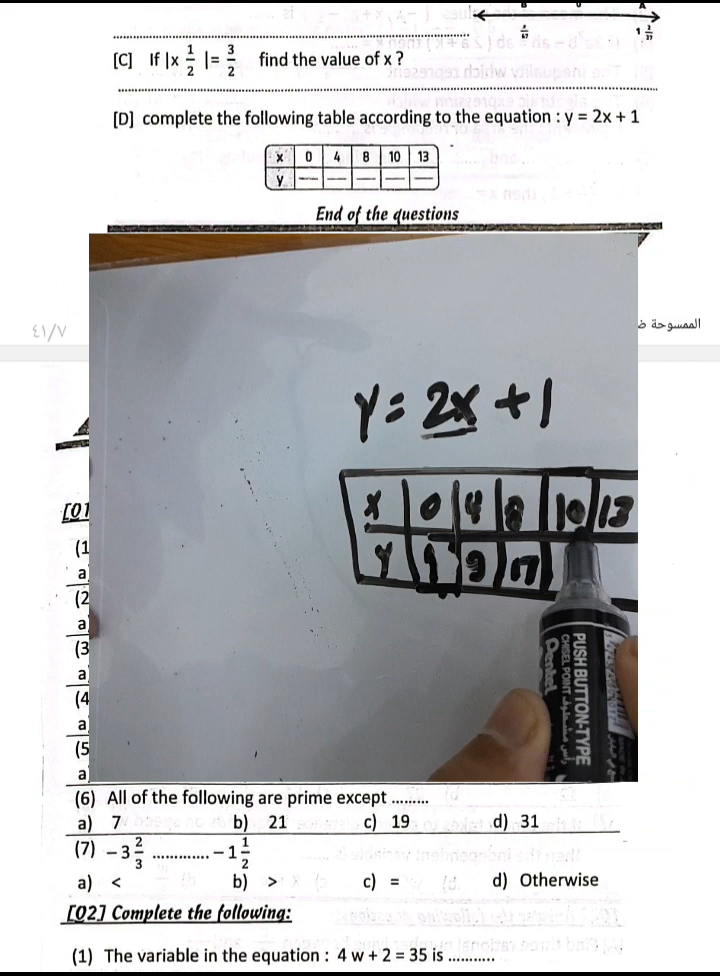 [C] If |x 1/2 |= 3/2 find the value of x ?
[D] complete the following table according to the equation : y = 2x + 1
x 0 4 8 10 13
y
End of the questions
٤١/٧
الممسوحة ض
y = 2x + 1
x 0 4 8 10 13
y 1 9 17
PUSH BUTTON-TYPE
CHISEL POINT
Pentel
[Q1
(1
a
(2
a
(3
a
(4
a
(5
a
(6) All of the following are prime except .........
a) 7 b) 21 c) 19 d) 31
(7) – 3 2/3 ............. – 1 1/2
a) < b) > c) = d) Otherwise
[Q2] Complete the following:
(1) The variable in the equation : 4 w + 2 = 35 is ...........